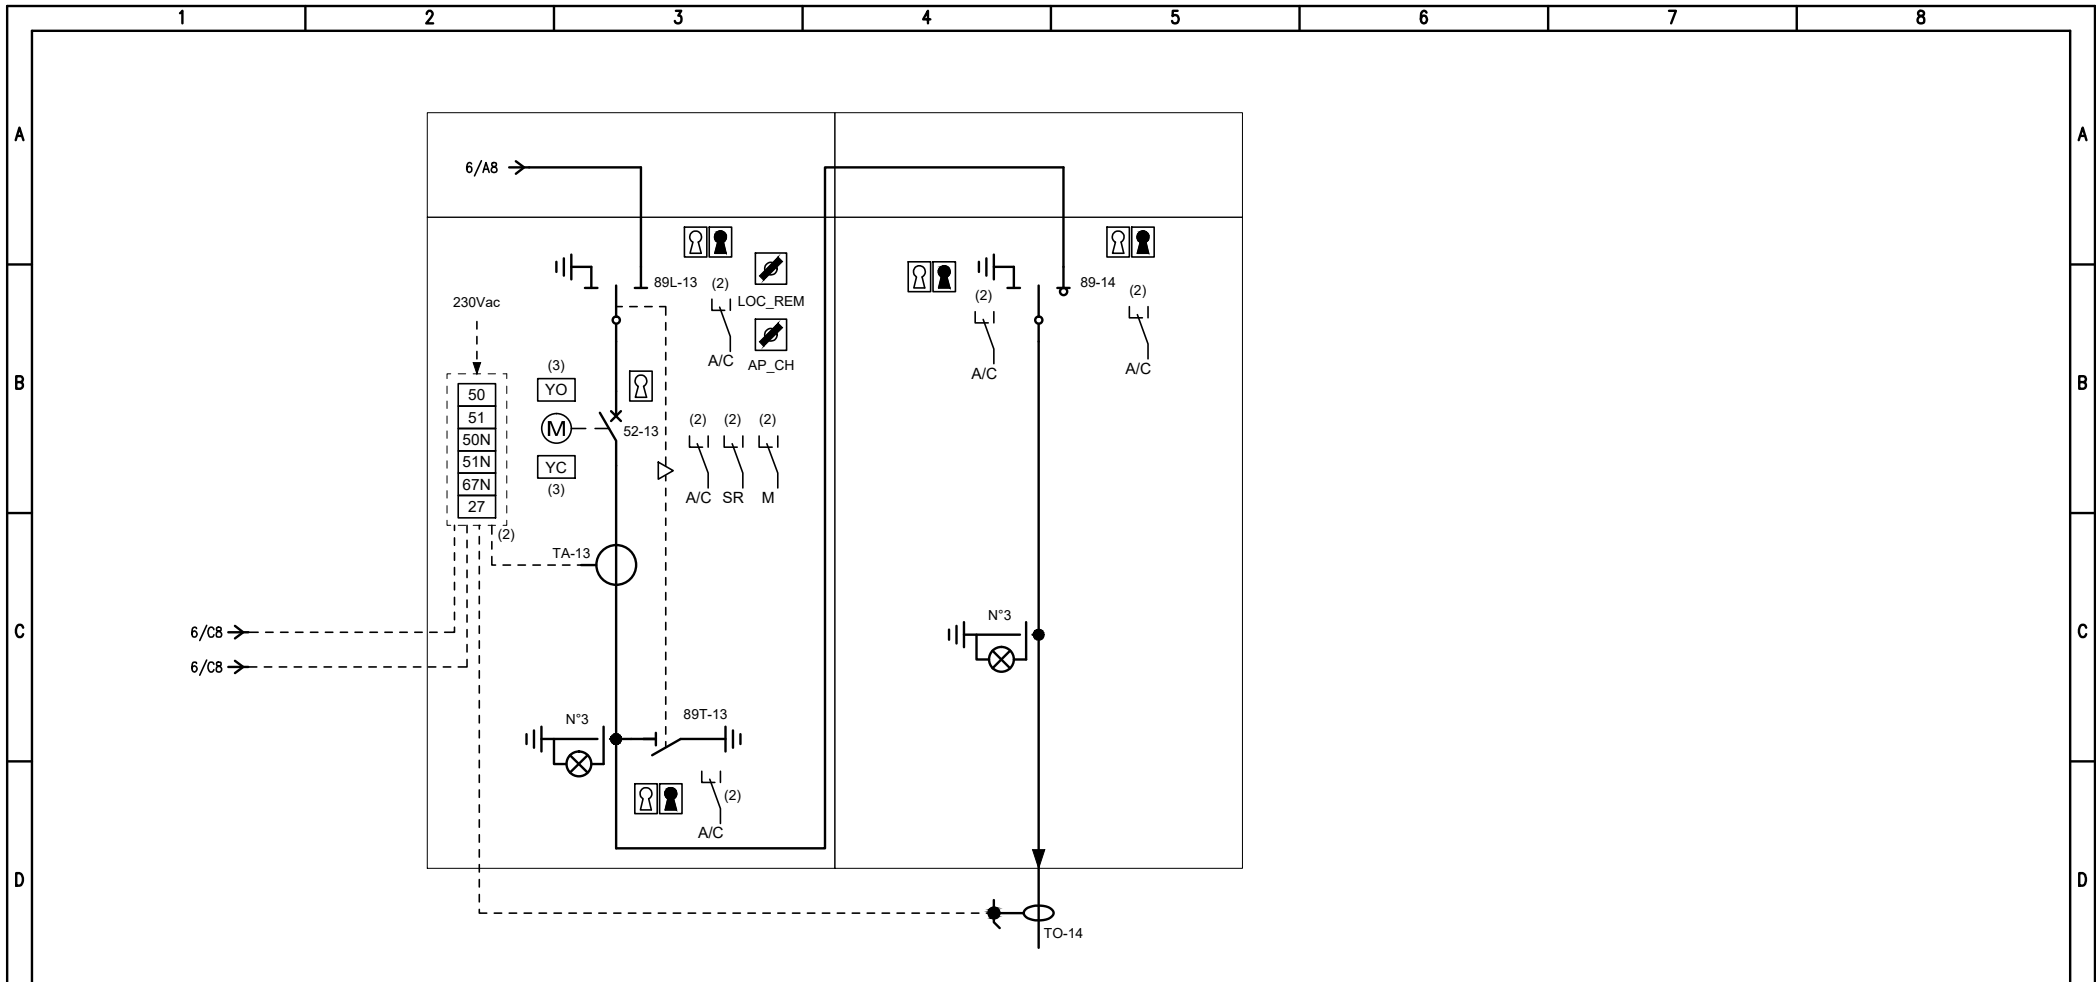 1 2 3 4 5 6 7 8
A A
6/A8
89L-13 (2) 89-14
(2) (2)
230Vac LOC_REM
A/C AP_CH A/C A/C
B B
(3)
YO
50
51
50N
51N
67N
27
M 52-13 (2) (2) (2)
YC
(3)
A/C SR M
(2)
TA-13
N°3
6/C8
C C
6/C8
N°3 89T-13
(2)
A/C
D D
TO-14